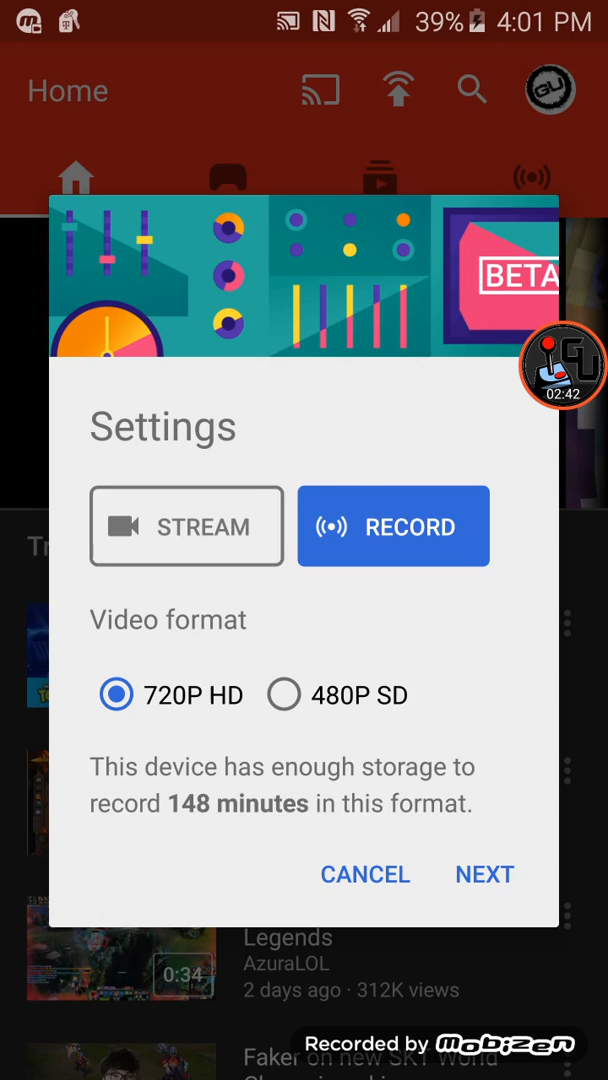 39% 4:01 PM
Home
GU
BETA
GU
02:42
Settings
STREAM
RECORD
Video format
720P HD
480P SD
This device has enough storage to
record 148 minutes in this format.
CANCEL
NEXT
Legends
AzuraLOL
0:34
2 days ago · 312K views
Recorded by Mobizen
Faker on new SKT World